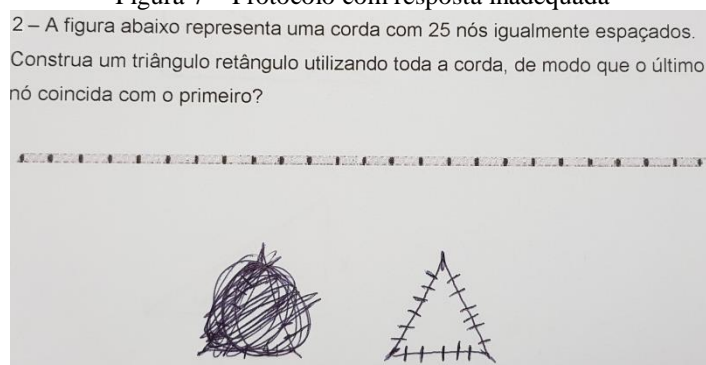 Figura 7 – Protocolo com resposta inadequada
2 – A figura abaixo representa uma corda com 25 nós igualmente espaçados.
Construa um triângulo retângulo utilizando toda a corda, de modo que o último
nó coincida com o primeiro?